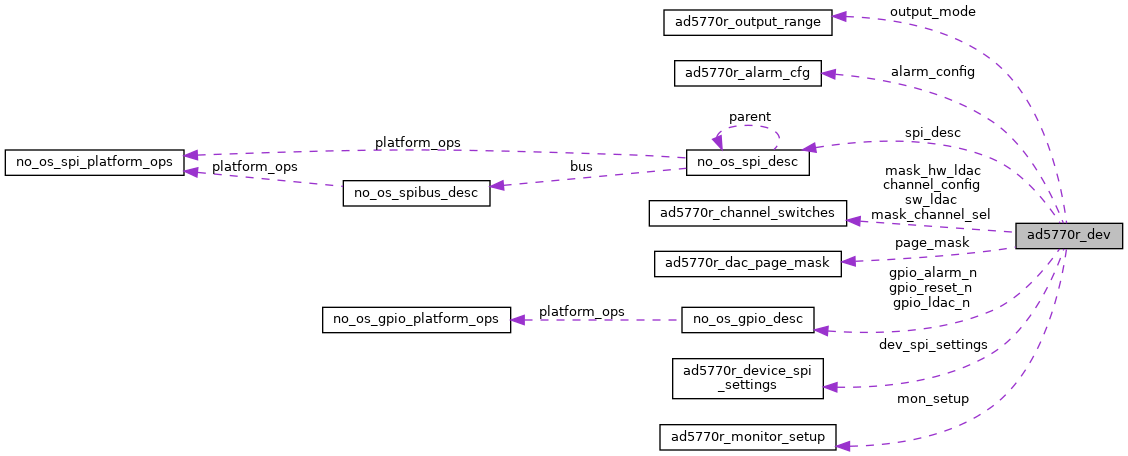 output_mode
ad5770r_output_range
alarm_config
ad5770r_alarm_cfg
parent
spi_desc
platform_ops
no_os_spi_platform_ops
no_os_spi_desc
platform_ops
bus
no_os_spibus_desc
mask_hw_ldac
channel_config
sw_ldac
mask_channel_sel
ad5770r_channel_switches
ad5770r_dev
page_mask
ad5770r_dac_page_mask
gpio_alarm_n
gpio_reset_n
gpio_ldac_n
platform_ops
no_os_gpio_platform_ops
no_os_gpio_desc
dev_spi_settings
ad5770r_device_spi
_settings
mon_setup
ad5770r_monitor_setup